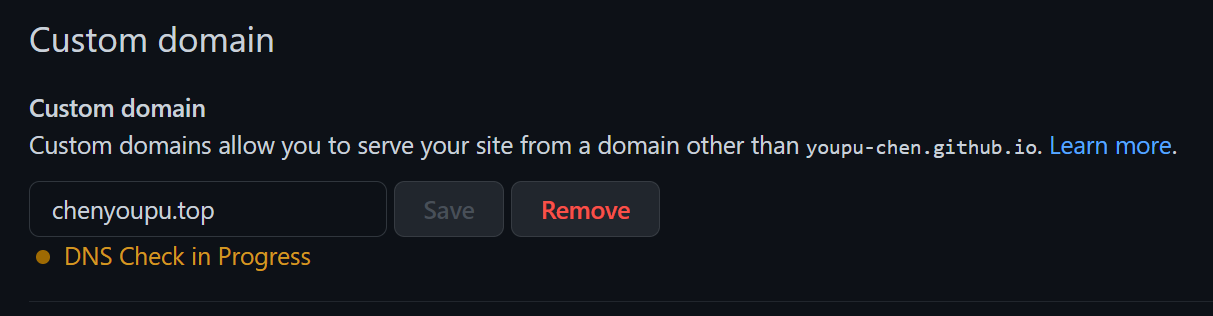 Custom domain
Custom domain
Custom domains allow you to serve your site from a domain other than youpu-chen.github.io. Learn more.
chenyoupu.top Save Remove
DNS Check in Progress